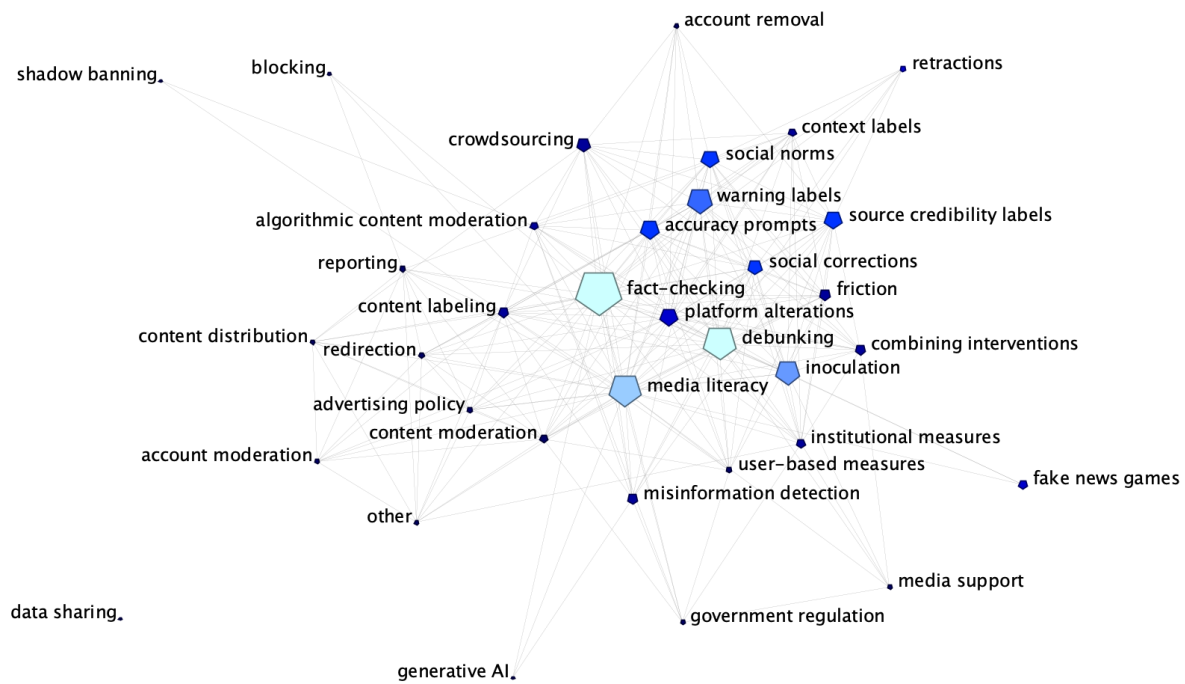 account removal
retractions
blocking
shadow banning
context labels
crowdsourcing
social norms
warning labels
source credibility labels
algorithmic content moderation
accuracy prompts
reporting
social corrections
fact-checking
friction
content labeling
platform alterations
content distribution
debunking
redirection
combining interventions
inoculation
media literacy
advertising policy
content moderation
institutional measures
account moderation
user-based measures
fake news games
misinformation detection
other
media support
data sharing
government regulation
generative AI